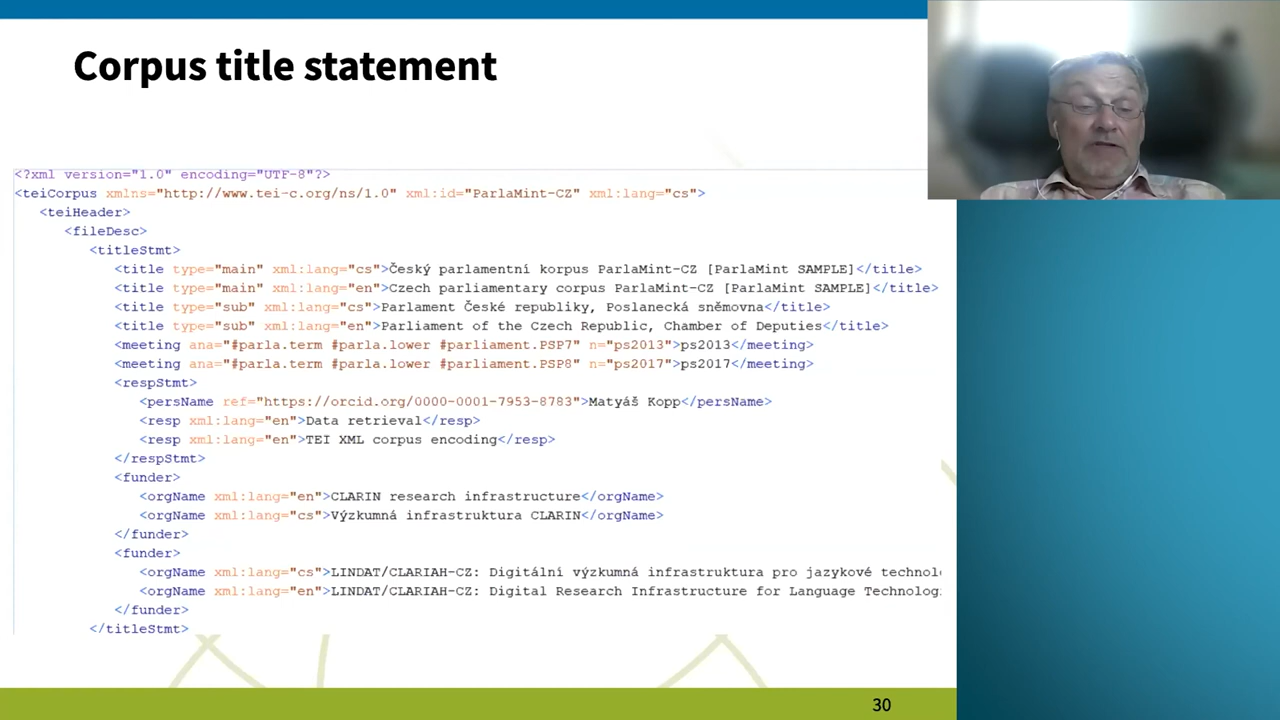 Corpus title statement
<?xml version="1.0" encoding="UTF-8"?>
<teiCorpus xmlns="http://www.tei-c.org/ns/1.0" xml:id="ParlaMint-CZ" xml:lang="cs">
<teiHeader>
<fileDesc>
<titleStmt>
<title type="main" xml:lang="cs">Český parlamentní korpus ParlaMint-CZ [ParlaMint SAMPLE]</title>
<title type="main" xml:lang="en">Czech parliamentary corpus ParlaMint-CZ [ParlaMint SAMPLE]</title>
<title type="sub" xml:lang="cs">Parlament České republiky, Poslanecká sněmovna</title>
<title type="sub" xml:lang="en">Parliament of the Czech Republic, Chamber of Deputies</title>
<meeting ana="#parla.term #parla.lower #parliament.PSP7" n="ps2013">ps2013</meeting>
<meeting ana="#parla.term #parla.lower #parliament.PSP8" n="ps2017">ps2017</meeting>
<respStmt>
<persName ref="https://orcid.org/0000-0001-7953-8783">Matyáš Kopp</persName>
<resp xml:lang="en">Data retrieval</resp>
<resp xml:lang="en">TEI XML corpus encoding</resp>
</respStmt>
<funder>
<orgName xml:lang="en">CLARIN research infrastructure</orgName>
<orgName xml:lang="cs">Výzkumná infrastruktura CLARIN</orgName>
</funder>
<funder>
<orgName xml:lang="cs">LINDAT/CLARIAH-CZ: Digitální výzkumná infrastruktura pro jazykové technol
<orgName xml:lang="en">LINDAT/CLARIAH-CZ: Digital Research Infrastructure for Language Technologi
</funder>
</titleStmt>
30